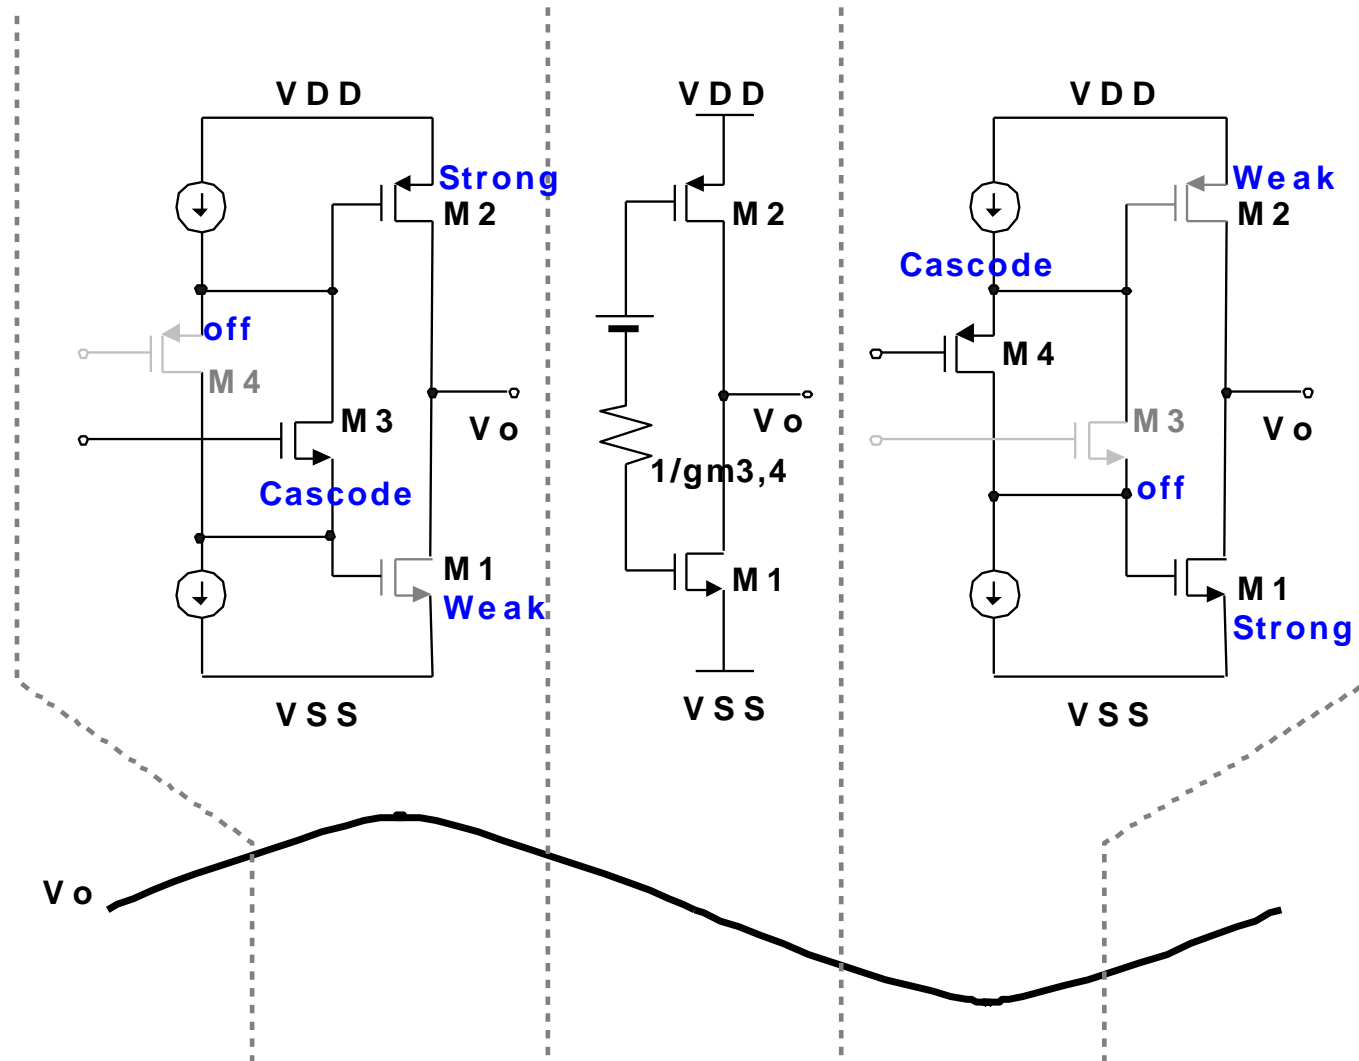 VDD
Strong
M2
off
M4
M3
Vo
Cascode
M1
Weak
VSS
VDD
M2
Vo
1/gm3,4
M1
VSS
VDD
Weak
M2
Cascode
M4
M3
Vo
off
M1
Strong
VSS
Vo